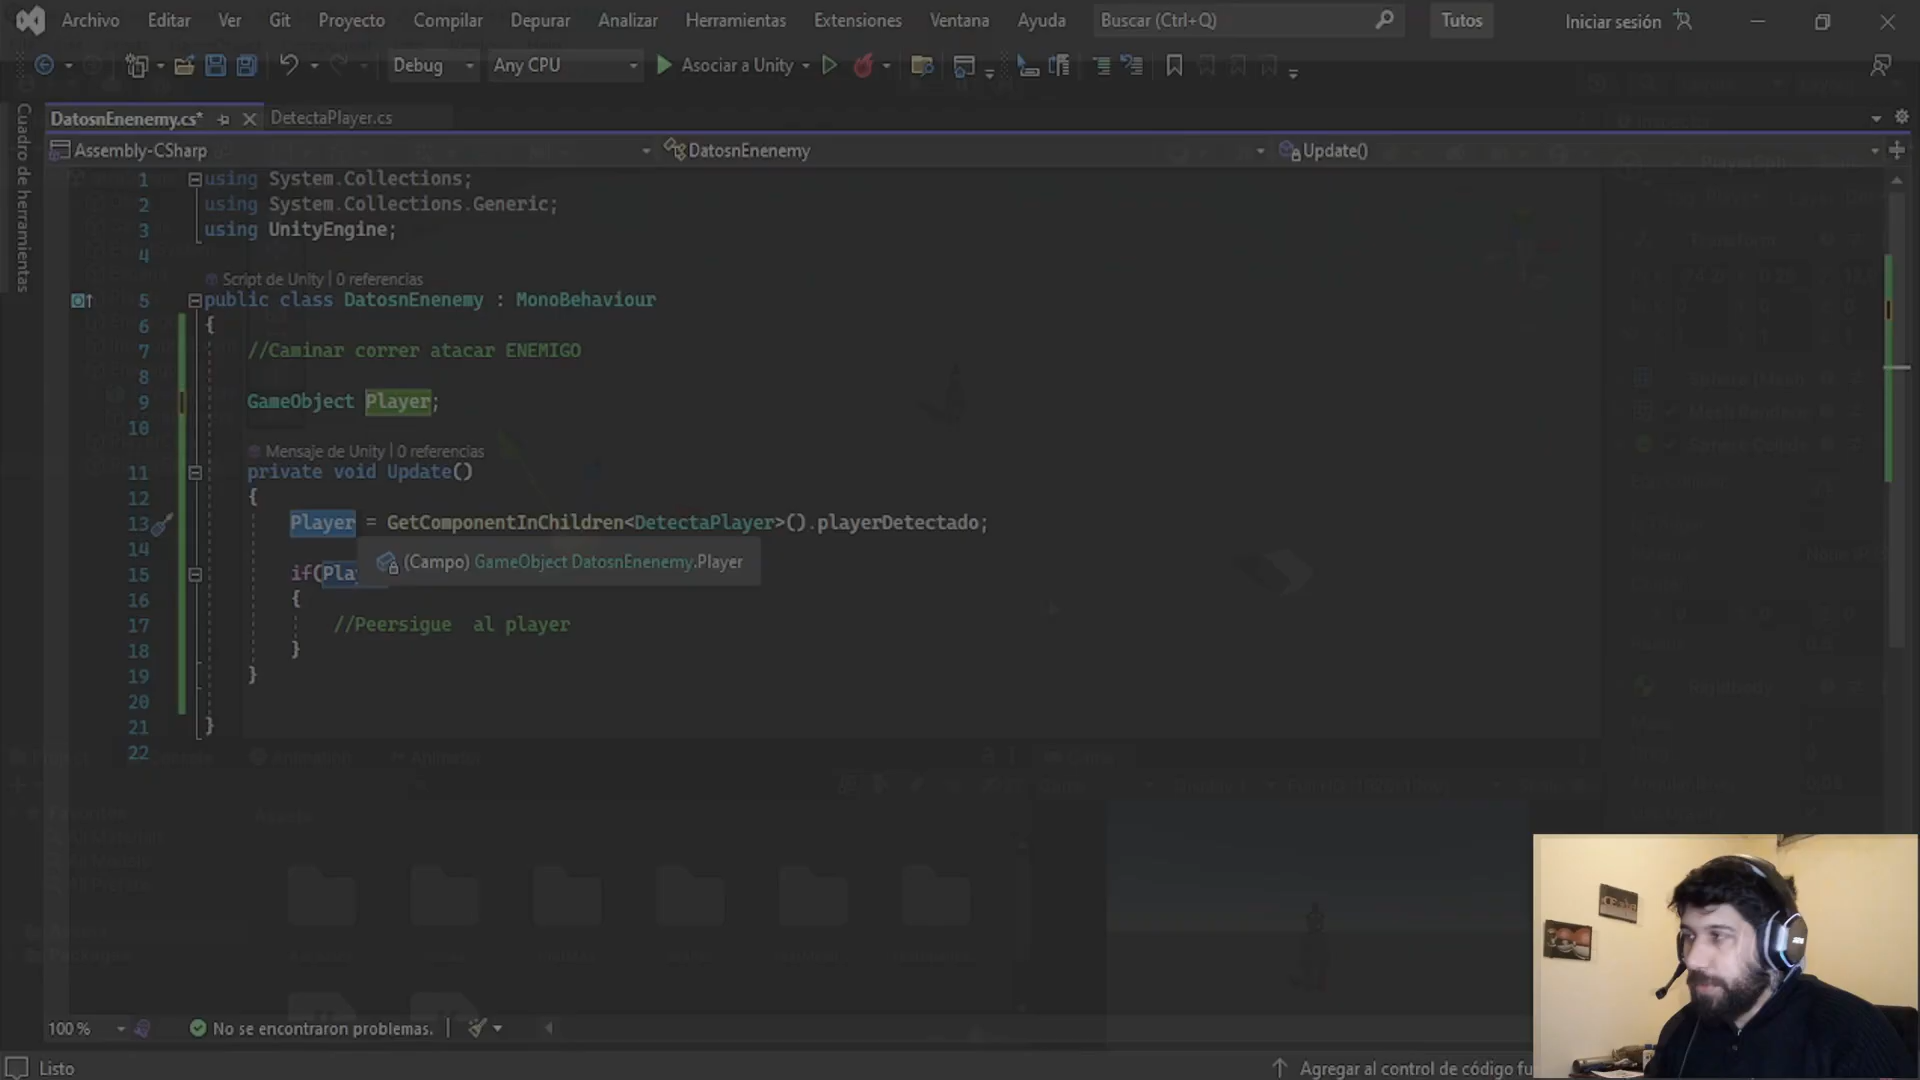 Archivo Editar Ver Git Proyecto Compilar Depurar Analizar Herramientas Extensiones Ventana Ayuda Buscar (Ctrl+Q) Tutos Iniciar sesión
Debug Any CPU Asociar a Unity
Cuadro de herramientas
DatosnEnenemy.cs* DetectaPlayer.cs
Assembly-CSharp DatosnEnenemy Update()
1 using System.Collections;
2 using System.Collections.Generic;
3 using UnityEngine;
4
Script de Unity | 0 referencias
5 public class DatosnEnenemy : MonoBehaviour
6 {
7 //Caminar correr atacar ENEMIGO
8
9 GameObject Player;
10
Mensaje de Unity | 0 referencias
11 private void Update()
12 {
13 Player = GetComponentInChildren<DetectaPlayer>().playerDetectado;
14 (Campo) GameObject DatosnEnenemy.Player
15 if(Pla
16 {
17 //Peersigue al player
18 }
19 }
20
21 }
22
100 % No se encontraron problemas.
Listo Agregar al control de código fu